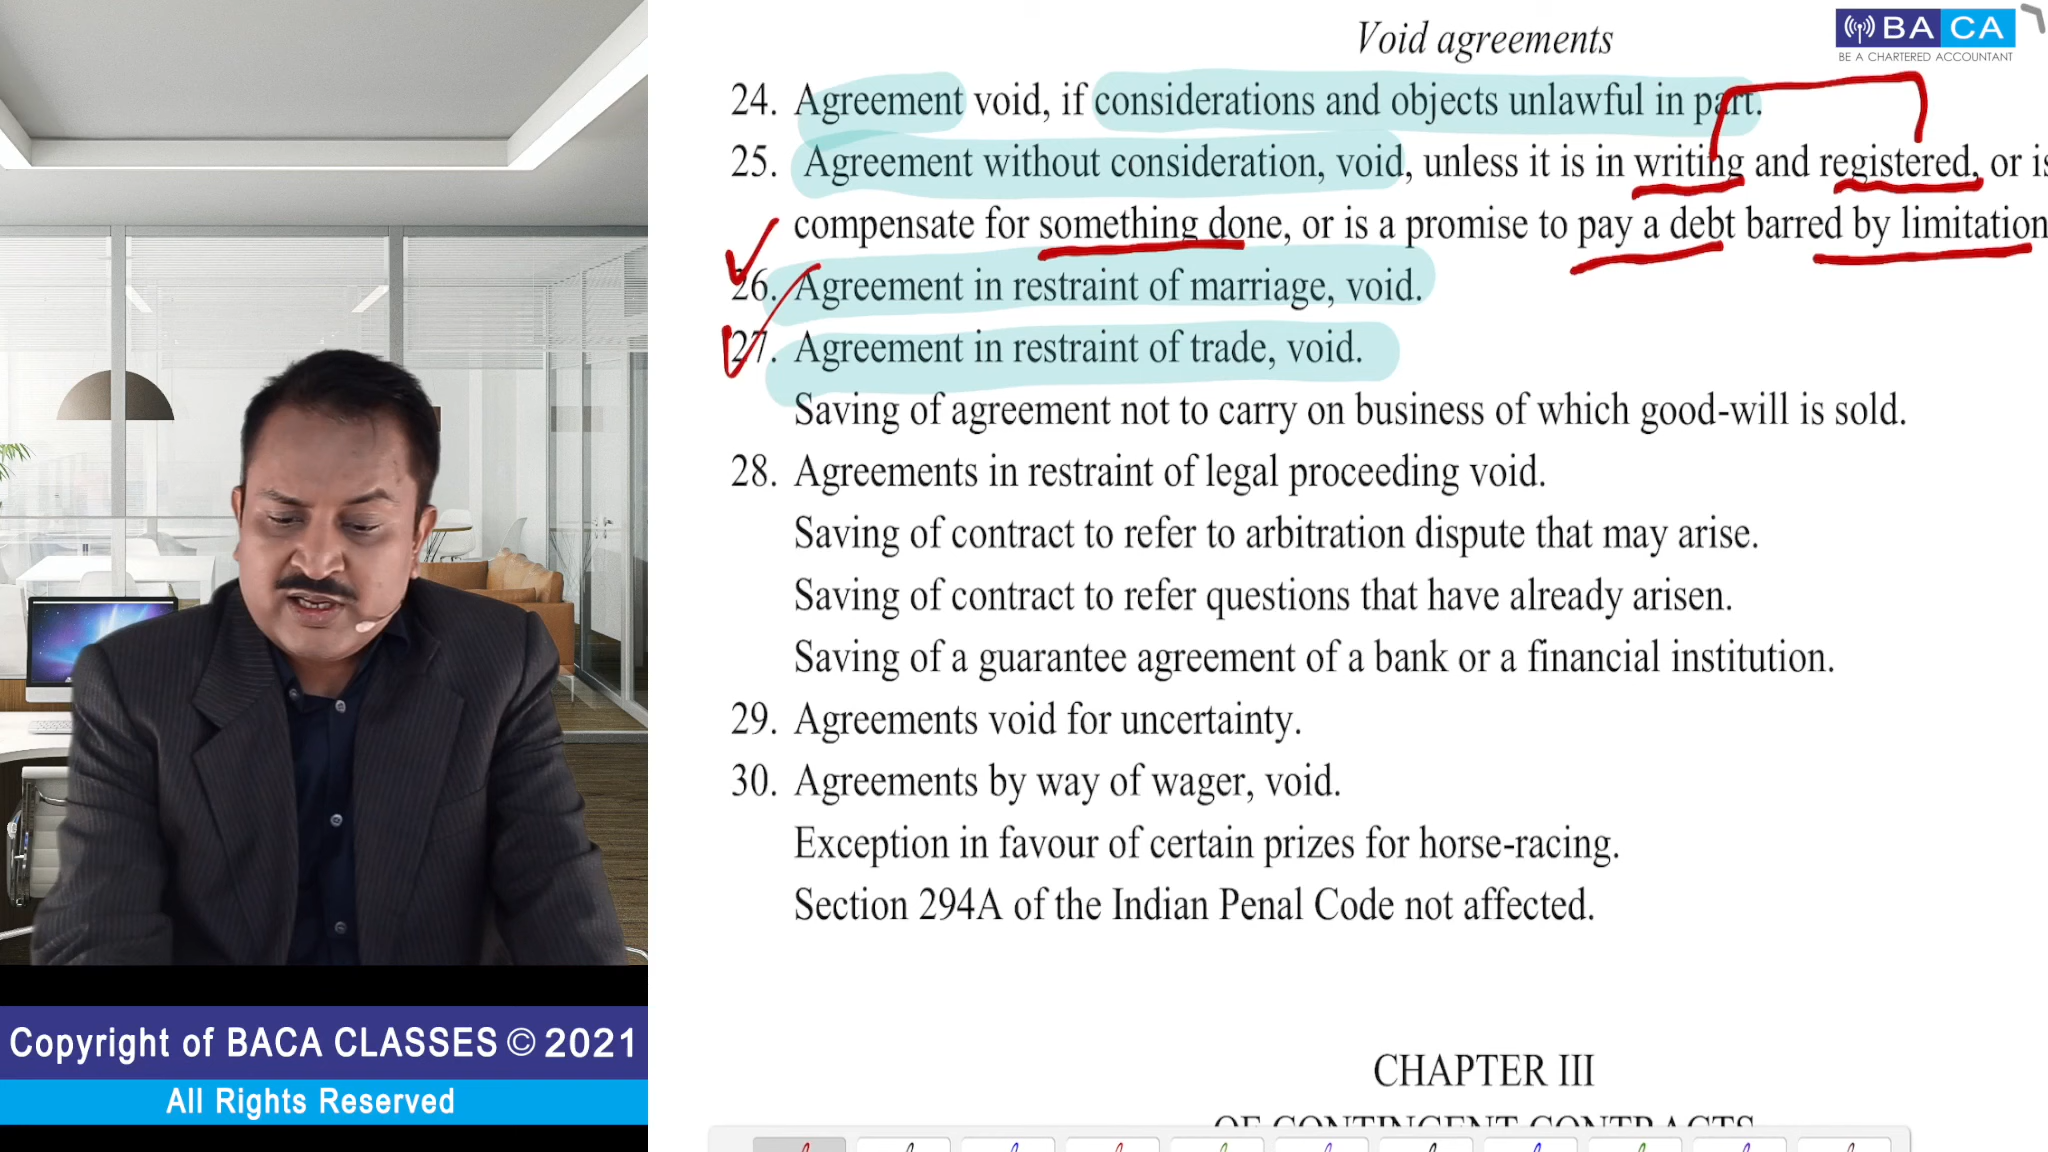 Void agreements
BACA
BE A CHARTERED ACCOUNTANT
24. Agreement void, if considerations and objects unlawful in part.
25. Agreement without consideration, void, unless it is in writing and registered, or is
compensate for something done, or is a promise to pay a debt barred by limitation
26. Agreement in restraint of marriage, void.
27. Agreement in restraint of trade, void.
Saving of agreement not to carry on business of which good-will is sold.
28. Agreements in restraint of legal proceeding void.
Saving of contract to refer to arbitration dispute that may arise.
Saving of contract to refer questions that have already arisen.
Saving of a guarantee agreement of a bank or a financial institution.
29. Agreements void for uncertainty.
30. Agreements by way of wager, void.
Exception in favour of certain prizes for horse-racing.
Section 294A of the Indian Penal Code not affected.
CHAPTER III
OF CONTINGENT CONTRACTS
Copyright of BACA CLASSES © 2021
All Rights Reserved